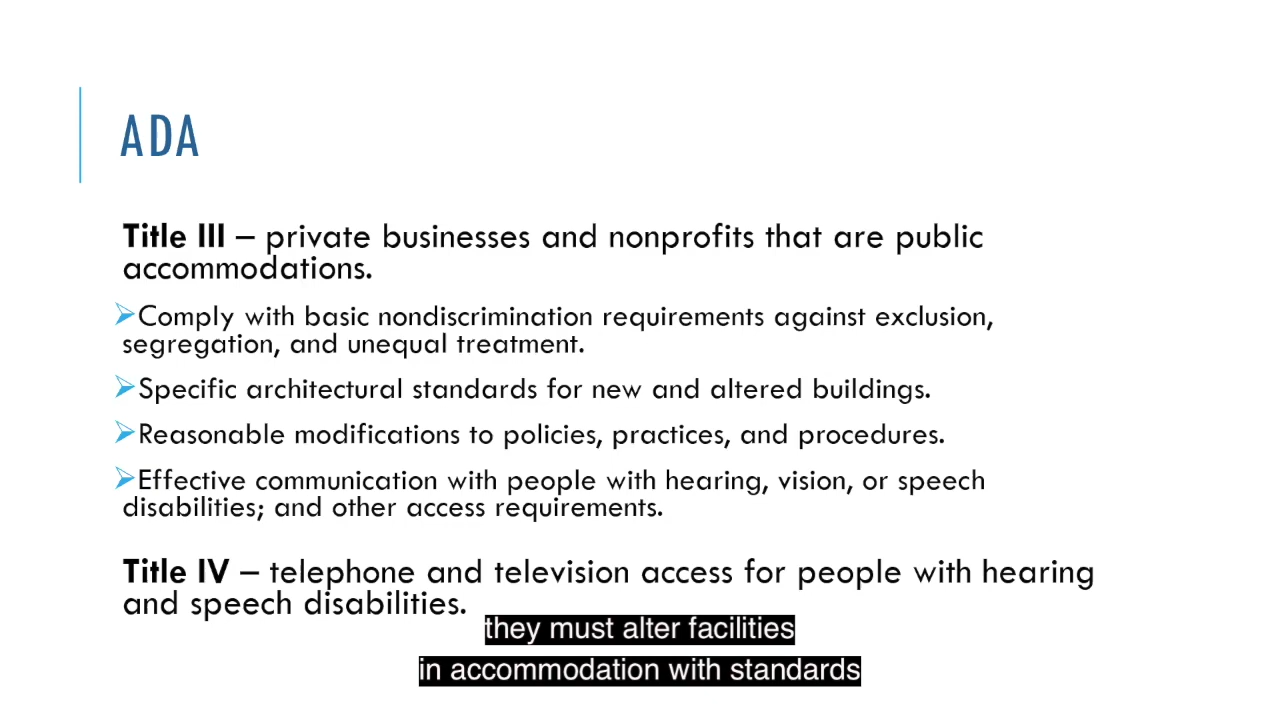 ADA
Title III – private businesses and nonprofits that are public
accommodations.
➢Comply with basic nondiscrimination requirements against exclusion,
segregation, and unequal treatment.
➢Specific architectural standards for new and altered buildings.
➢Reasonable modifications to policies, practices, and procedures.
➢Effective communication with people with hearing, vision, or speech
disabilities; and other access requirements.
Title IV – telephone and television access for people with hearing
and speech disabilities.
they must alter facilities
in accommodation with standards